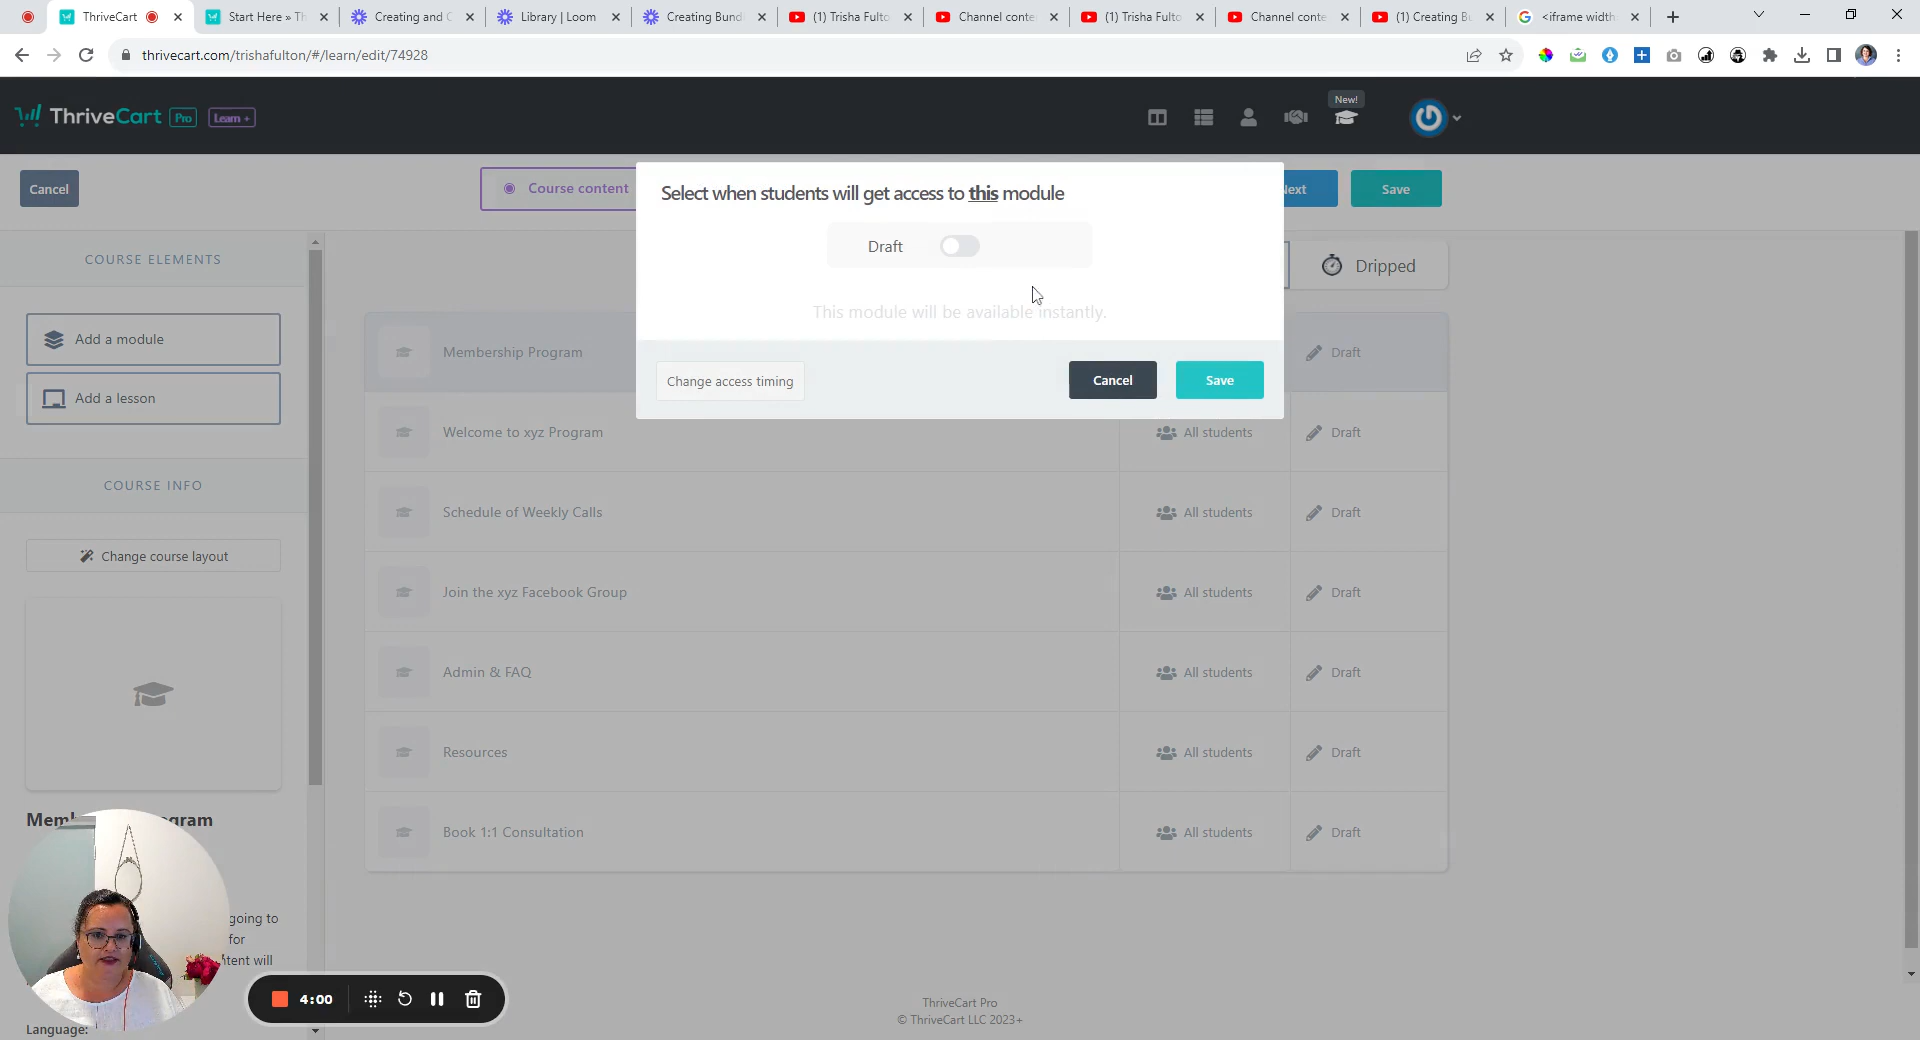 ThriveCart
Start Here » Th
Creating and C
Library | Loom
Creating Bund
(1) Trisha Fulto
Channel conte
(1) Trisha Fulto
Channel conte
(1) Creating Bu
<iframe width=
thrivecart.com/trishafulton/#/learn/edit/74928
ThriveCart Pro Learn +
New!
Cancel
Course content
Next
Save
Select when students will get access to this module
Draft
This module will be available instantly.
Change access timing
Cancel
Save
Dripped
COURSE ELEMENTS
Add a module
Add a lesson
COURSE INFO
Change course layout
Membership Program
Draft
Welcome to xyz Program
All students
Draft
Schedule of Weekly Calls
All students
Draft
Join the xyz Facebook Group
All students
Draft
Admin & FAQ
All students
Draft
Resources
All students
Draft
Book 1:1 Consultation
All students
Draft
going to
for
Language:
4:00
ThriveCart Pro
© ThriveCart LLC 2023+